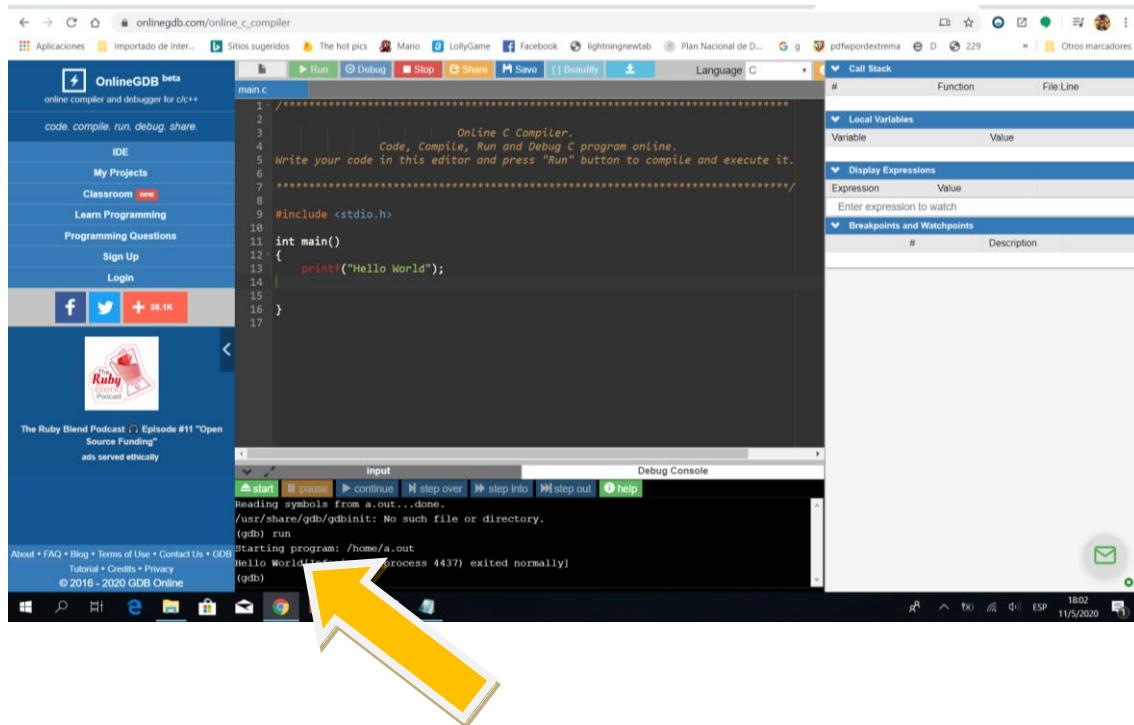 onlinegdb.com/online_c_compiler
Aplicaciones Importado de Inter... Sitios sugeridos The hot pics Mario LollyGame Facebook lightningnewtab Plan Nacional de D... G g pdfwpordextrema D 229 » Otros marcadores
OnlineGDB beta
online compiler and debugger for c/c++
code. compile. run. debug. share.
IDE
My Projects
Classroom new
Learn Programming
Programming Questions
Sign Up
Login
38.1K
The Ruby Blend Podcast
The Ruby Blend Podcast 🎧 Episode #11 "Open
Source Funding"
ads served ethically
About • FAQ • Blog • Terms of Use • Contact Us • GDB
Tutorial • Credits • Privacy
© 2016 - 2020 GDB Online
Run Debug Stop Share Save { } Beautify Language C
main.c
1 /******************************************************************************
2
3 Online C Compiler.
4 Code, Compile, Run and Debug C program online.
5 Write your code in this editor and press "Run" button to compile and execute it.
6
7 *******************************************************************************/
8
9 #include <stdio.h>
10
11 int main()
12 {
13 printf("Hello World");
14
15
16 }
17
input Debug Console
start pause continue step over step into step out help
Reading symbols from a.out...done.
/usr/share/gdb/gdbinit: No such file or directory.
(gdb) run
Starting program: /home/a.out
Hello World[ process 4437) exited normally]
(gdb)
Call Stack
# Function File:Line
Local Variables
Variable Value
Display Expressions
Expression Value
Enter expression to watch
Breakpoints and Watchpoints
# Description
ESP
18:02
11/5/2020